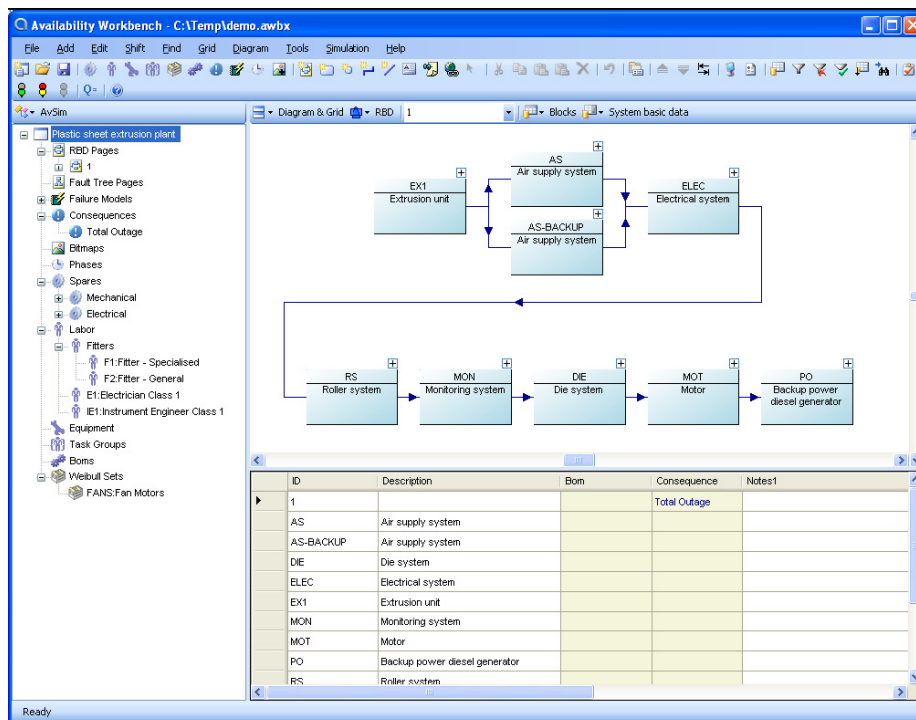 Availability Workbench - C:\Temp\demo.awbx
File Add Edit Shift Find Grid Diagram Tools Simulation Help
Q=
AvSim
Diagram & Grid RBD 1 Blocks System basic data
Plastic sheet extrusion plant
RBD Pages
1
Fault Tree Pages
Failure Models
Consequences
Total Outage
Bitmaps
Phases
Spares
Mechanical
Electrical
Labor
Fitters
F1:Fitter - Specialised
F2:Fitter - General
E1:Electrician Class 1
IE1:Instrument Engineer Class 1
Equipment
Task Groups
Boms
Weibull Sets
FANS:Fan Motors
EX1
Extrusion unit
AS
Air supply system
AS-BACKUP
Air supply system
ELEC
Electrical system
RS
Roller system
MON
Monitoring system
DIE
Die system
MOT
Motor
PO
Backup power
diesel generator
ID Description Bom Consequence Notes1
1 Total Outage
AS Air supply system
AS-BACKUP Air supply system
DIE Die system
ELEC Electrical system
EX1 Extrusion unit
MON Monitoring system
MOT Motor
PO Backup power diesel generator
RS Roller system
Ready